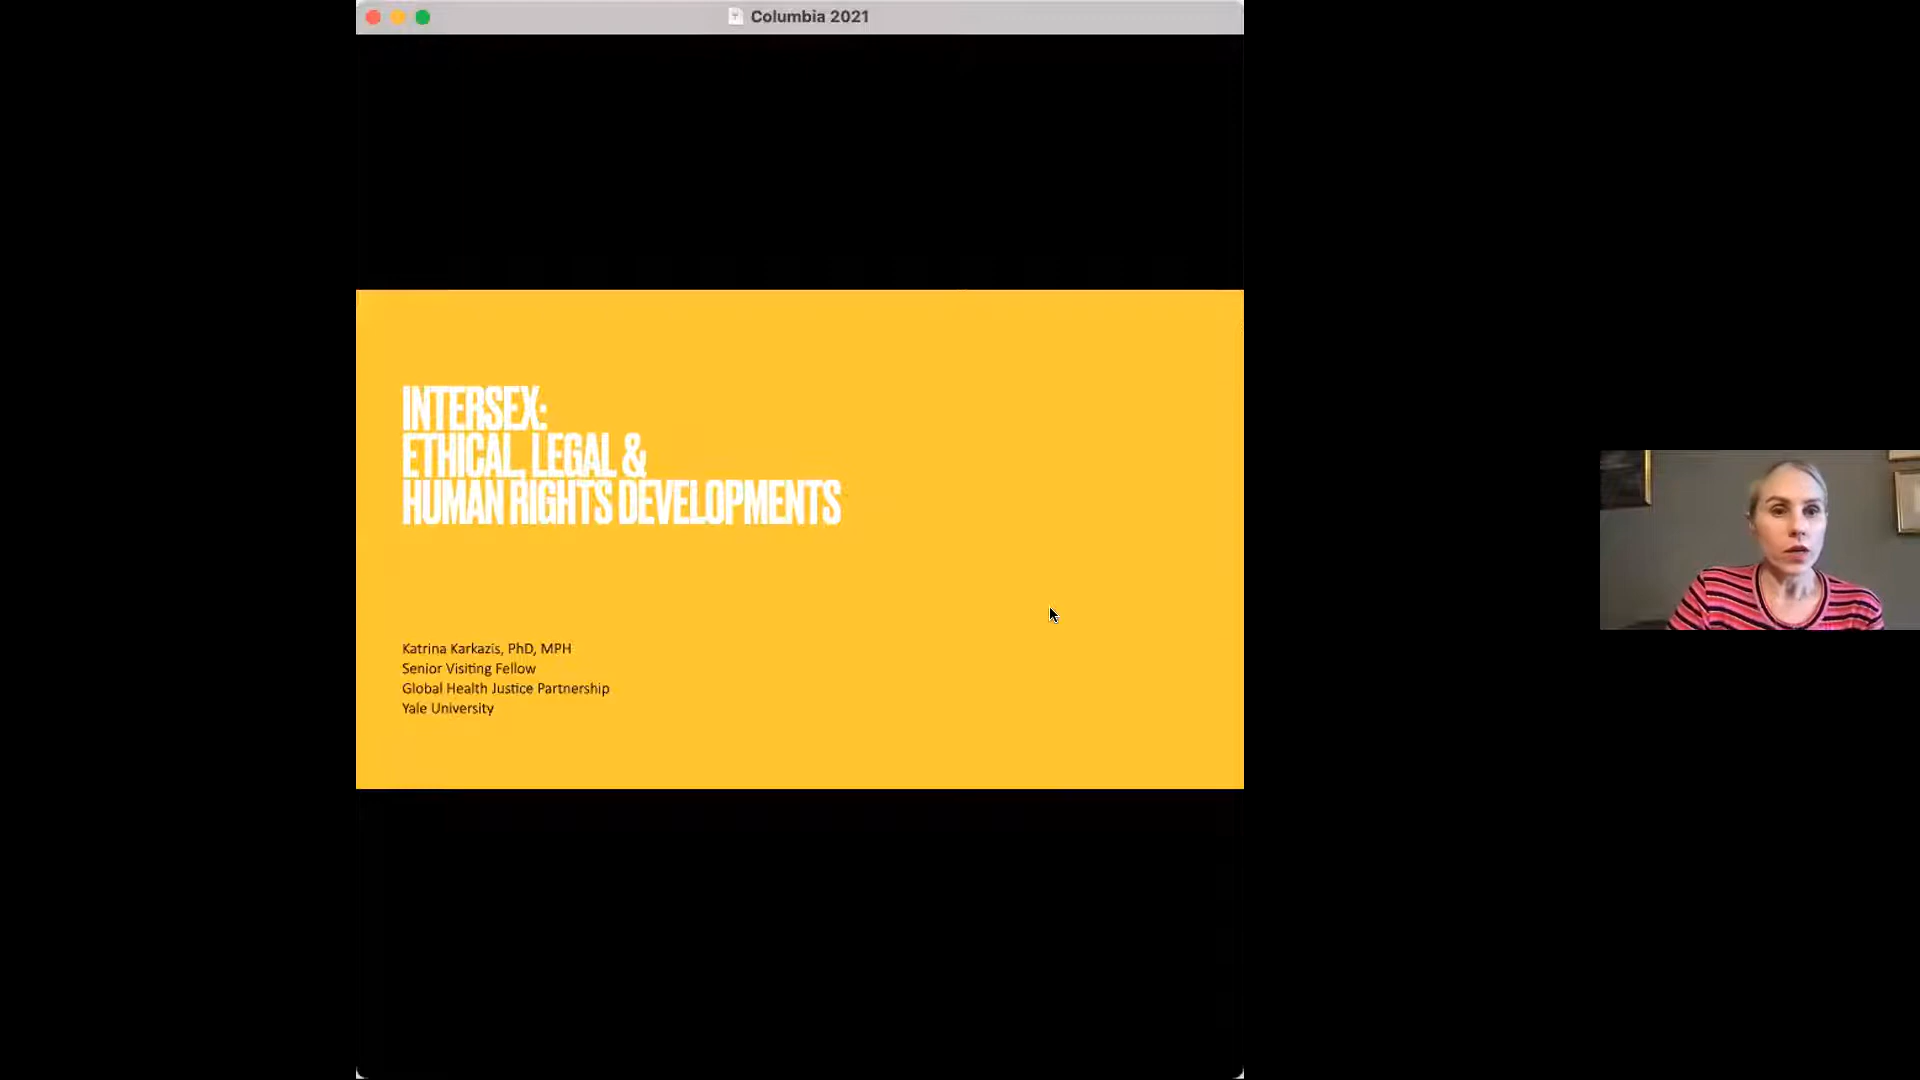 Columbia 2021
INTERSEX:
ETHICAL, LEGAL &
HUMAN RIGHTS DEVELOPMENTS
Katrina Karkazis, PhD, MPH
Senior Visiting Fellow
Global Health Justice Partnership
Yale University